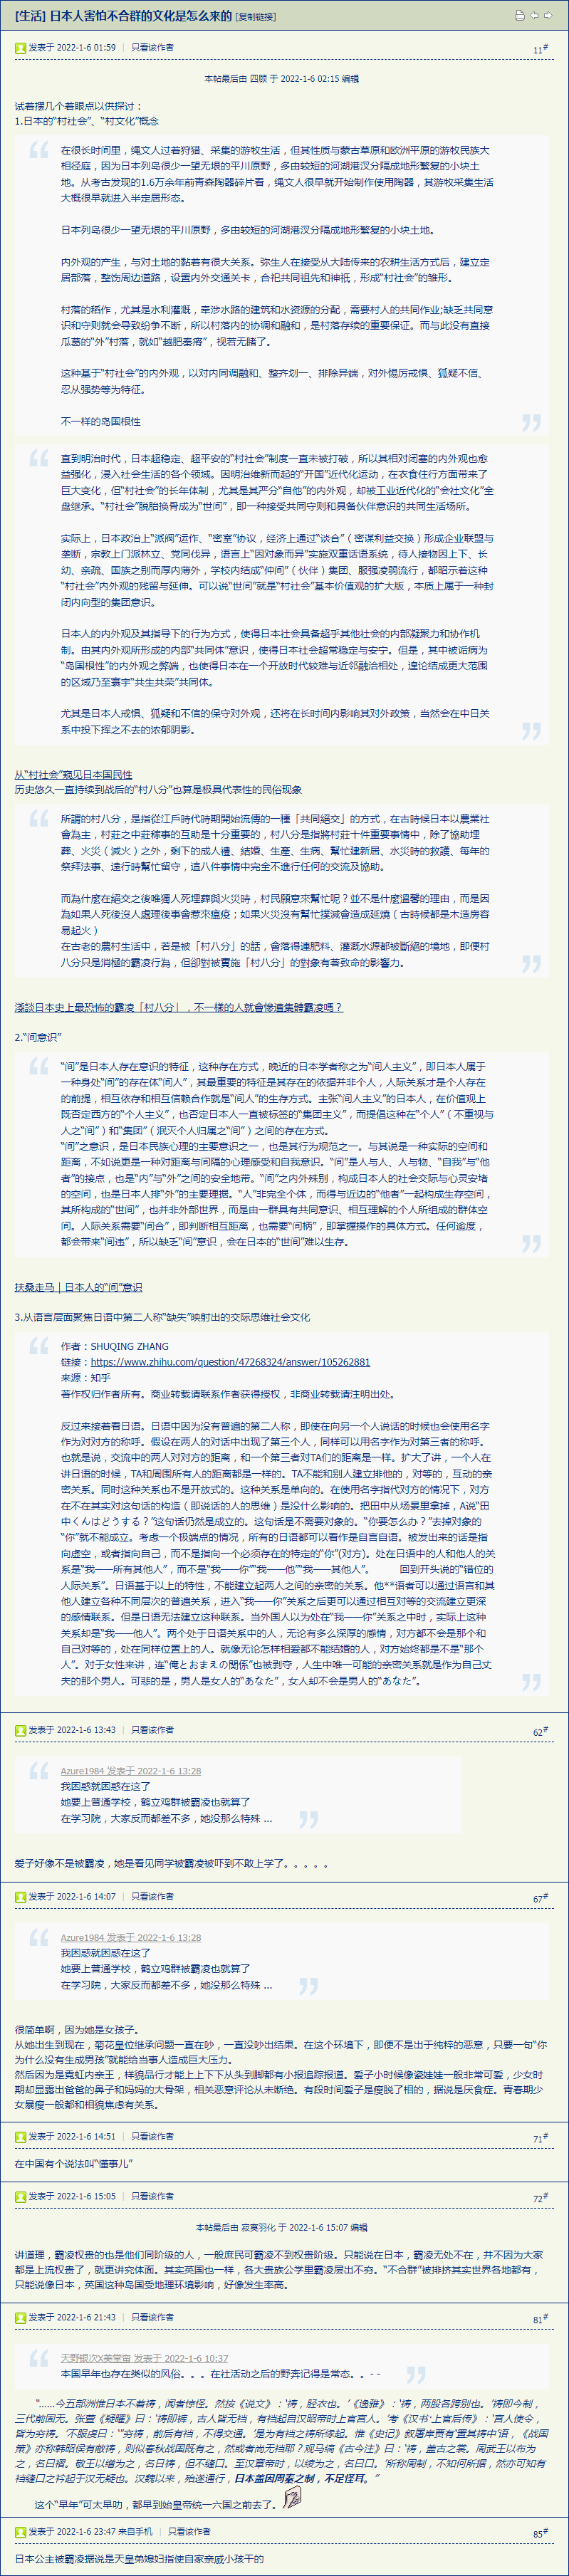 [生活] 日本人害怕不合群的文化是怎么来的 [复制链接]
发表于 2022-1-6 01:59 | 只看该作者
11#
本帖最后由 四颐 于 2022-1-6 02:15 编辑
试着摆几个着眼点以供探讨：
1.日本的“村社会”、“村文化”概念
在很长时间里，绳文人过着狩猎、采集的游牧生活，但其性质与蒙古草原和欧洲平原的游牧民族大
相径庭，因为日本列岛很少一望无垠的平川原野，多由较短的河湖港汊分隔成地形繁复的小块土
地。从考古发现的1.6万余年前青森陶器碎片看，绳文人很早就开始制作使用陶器，其游牧采集生活
大概很早就进入半定居形态。
日本列岛很少一望无垠的平川原野，多由较短的河湖港汊分隔成地形繁复的小块土地。
内外观的产生，与对土地的黏着有很大关系。弥生人在接受从大陆传来的农耕生活方式后，建立定
居部落，整饬周边道路，设置内外交通关卡，合祀共同祖先和神祇，形成“村社会”的雏形。
村落的稻作，尤其是水利灌溉，牵涉水路的建筑和水资源的分配，需要村人的共同作业;缺乏共同意
识和守则就会导致纷争不断，所以村落内的协调和融和，是村落存续的重要保证。而与此没有直接
瓜葛的“外”村落，就如“越肥秦瘠”，视若无睹了。
这种基于“村社会”的内外观，以对内同调融和、整齐划一、排除异端，对外惕厉戒惧、狐疑不信、
忍从强势等为特征。
不一样的岛国根性
直到明治时代，日本超稳定、超平安的“村社会”制度一直未被打破，所以其相对闭塞的内外观也愈
益强化，浸入社会生活的各个领域。因明治维新而起的“开国”近代化运动，在衣食住行方面带来了
巨大变化，但“村社会”的长年体制，尤其是其严分“自他”的内外观，却被工业近代化的“会社文化”全
盘继承。“村社会”脱胎换骨成为“世间”，即一种接受共同守则和具备伙伴意识的共同生活场所。
实际上，日本政治上“派阀”运作、“密室”协议，经济上通过“谈合”（密谋利益交换）形成企业联盟与
垄断，宗教上门派林立、党同伐异，语言上“因对象而异”实施双重话语系统，待人接物因上下、长
幼、亲疏、国族之别而厚内薄外，学校内结成“仲间”（伙伴）集团、服强凌弱流行，都昭示着这种
“村社会”内外观的残留与延伸。可以说“世间”就是“村社会”基本价值观的扩大版，本质上属于一种封
闭内向型的集团意识。
日本人的内外观及其指导下的行为方式，使得日本社会具备超乎其他社会的内部凝聚力和协作机
制。由其内外观所形成的内部“共同体”意识，使得日本社会超常稳定与安宁。但是，其中被诟病为
“岛国根性”的内外观之弊端，也使得日本在一个开放时代较难与近邻融洽相处，遑论结成更大范围
的区域乃至寰宇“共生共荣”共同体。
尤其是日本人戒惧、狐疑和不信的保守对外观，还将在长时间内影响其对外政策，当然会在中日关
系中投下挥之不去的浓郁阴影。
从“村社会”窥见日本国民性
历史悠久一直持续到战后的“村八分”也算是极具代表性的民俗现象
所謂的村八分，是指從江戶時代時期開始流傳的一種「共同絕交」的方式，在古時候日本以農業社
會為主，村莊之中莊稼事的互助是十分重要的，村八分是指將村莊十件重要事情中，除了協助埋
葬、火災（滅火）之外，剩下的成人禮、結婚、生產、生病、幫忙建新居、水災時的救護、每年的
祭拜法事、遠行時幫忙留守，這八件事情中完全不進行任何的交流及協助。
而為什麼在絕交之後唯獨人死埋葬與火災時，村民願意來幫忙呢？並不是什麼溫馨的理由，而是因
為如果人死後沒人處理後事會惹來瘟疫；如果火災沒有幫忙撲滅會造成延燒（古時候都是木造房容
易起火）
在古老的農村生活中，若是被「村八分」的話，會落得連肥料、灌溉水源都被斷絕的境地，即便村
八分只是消極的霸凌行為，但卻對被實施「村八分」的對象有著致命的影響力。
淺談日本史上最恐怖的霸凌「村八分」，不一樣的人就會慘遭集體霸凌嗎？
2.“间意识”
“间”是日本人存在意识的特征，这种存在方式，晚近的日本学者称之为“间人主义”，即日本人属于
一种身处“间”的存在体“间人”，其最重要的特征是其存在的依据并非个人，人际关系才是个人存在
的前提，相互依存和相互信赖合作就是“间人”的生存方式。主张“间人主义”的日本人，在价值观上
既否定西方的“个人主义”，也否定日本人一直被标签的“集团主义”，而提倡这种在“个人”（不重视与
人之“间”）和“集团”（泯灭个人归属之“间”）之间的存在方式。
“间”之意识，是日本民族心理的主要意识之一，也是其行为规范之一。与其说是一种实际的空间和
距离，不如说更是一种对距离与间隔的心理感受和自我意识。“间”是人与人、人与物、“自我”与“他
者”的接点，也是“内”与“外”之间的安全地带。“间”之内外殊别，构成日本人的社会交际与心灵安堵
的空间，也是日本人排“外”的主要理据。“人”非完全个体，而得与近边的“他者”一起构成生存空间，
其所构成的“世间”，也并非外部世界，而是由一群具有共同意识、相互理解的个人所组成的群体空
间。人际关系需要“间合”，即判断相互距离，也需要“间柄”，即掌握操作的具体方式。任何逾度，
都会带来“间违”，所以缺乏“间”意识，会在日本的“世间”难以生存。
扶桑走马｜日本人的“间”意识
3.从语言层面聚焦日语中第二人称“缺失”映射出的交际思维社会文化
作者：SHUQING ZHANG
链接：https://www.zhihu.com/question/47268324/answer/105262881
来源：知乎
著作权归作者所有。商业转载请联系作者获得授权，非商业转载请注明出处。
反过来接着看日语。日语中因为没有普遍的第二人称，即使在向另一个人说话的时候也会使用名字
作为对对方的称呼。假设在两人的对话中出现了第三个人，同样可以用名字作为对第三者的称呼。
也就是说，交流中的两人对对方的距离，和一个第三者对TA们的距离是一样。扩大了讲，一个人在
讲日语的时候，TA和周围所有人的距离都是一样的。TA不能和别人建立排他的，对等的，互动的亲
密关系。同时这种关系也不是开放式的。这种关系是单向的。在使用名字指代对方的情况下，对方
在不在其实对这句话的构造（即说话的人的思维）是没什么影响的。把田中从场景里拿掉，A说“田
中くんはどうする？”这句话仍然是成立的。这句话是不需要对象的。“你要怎么办？”去掉对象的
“你”就不能成立。考虑一个极端点的情况，所有的日语都可以看作是自言自语。被发出来的话是指
向虚空，或者指向自己，而不是指向一个必须存在的特定的“你”(对方)。处在日语中的人和他人的关
系是“我——所有其他人”，而不是“我——你”“我——他”“我——其他人”。 回到开头说的“错位的
人际关系”。日语基于以上的特性，不能建立起两人之间的亲密的关系。他**语者可以通过语言和其
他人建立各种不同层次的普遍关系，进入“我——你”关系之后更可以通过相互对等的交流建立更深
的感情联系。但是日语无法建立这种联系。当外国人以为处在“我——你”关系之中时，实际上这种
关系却是“我——他人”。两个处于日语关系中的人，无论有多么深厚的感情，对方都不会是那个和
自己对等的，处在同样位置上的人。就像无论怎样相爱都不能结婚的人，对方始终都是不是“那个
人”。对于女性来讲，连“俺とおまえの関係”也被剥夺，人生中唯一可能的亲密关系就是作为自己丈
夫的那个男人。可悲的是，男人是女人的“あなた”，女人却不会是男人的“あなた”。
发表于 2022-1-6 13:43 | 只看该作者
62#
Azure1984 发表于 2022-1-6 13:28
我困惑就困惑在这了
她要上普通学校，鹤立鸡群被霸凌也就算了
在学习院，大家反而都差不多，她没那么特殊 ...
爱子好像不是被霸凌，她是看见同学被霸凌被吓到不敢上学了。。。。。
发表于 2022-1-6 14:07 | 只看该作者
67#
Azure1984 发表于 2022-1-6 13:28
我困惑就困惑在这了
她要上普通学校，鹤立鸡群被霸凌也就算了
在学习院，大家反而都差不多，她没那么特殊 ...
很简单啊，因为她是女孩子。
从她出生到现在，菊花皇位继承问题一直在吵，一直没吵出结果。在这个环境下，即便不是出于纯粹的恶意，只要一句“你
为什么没有生成男孩”就能给当事人造成巨大压力。
然后因为是霓虹内亲王，样貌品行才能上上下下从头到脚都有小报追踪报道。爱子小时候像瓷娃娃一般非常可爱，少女时
期却显露出爸爸的鼻子和妈妈的大骨架，相关恶意评论从未断绝。有段时间爱子是瘦脱了相的，据说是厌食症。青春期少
女暴瘦一般都和相貌焦虑有关系。
发表于 2022-1-6 14:51 | 只看该作者
71#
在中国有个说法叫“懂事儿”
发表于 2022-1-6 15:05 | 只看该作者
72#
本帖最后由 寂寞羽化 于 2022-1-6 15:07 编辑
讲道理，霸凌权贵的也是他们同阶级的人，一般庶民可霸凌不到权贵阶级。只能说在日本，霸凌无处不在，并不因为大家
都是上流权贵了，就更讲究体面。其实英国也一样，各大贵族公学里霸凌层出不穷。“不合群”被排挤其实世界各地都有，
只能说像日本，英国这种岛国受地理环境影响，好像发生率高。
发表于 2022-1-6 21:43 | 只看该作者
81#
天野银次X美堂蛮 发表于 2022-1-6 10:37
本国早年也存在类似的风俗。。。在社活动之后的野奔记得是常态。。- -
“……今五部洲惟日本不着裤，闻者惊怪。然按《说文》：‘袴，胫衣也。’《逸雅》：‘袴，两股各跨别也。’袴即今制，
三代前固无。张萱《疑曜》曰：‘袴即裤，古人皆无裆，有裆起自汉昭帝时上官宫人。’考《汉书·上官后传》：‘宫人使令，
皆为穷袴。’不服虔曰：‘“穷袴，前后有裆，不得交通。’是为有裆之袴所缘起。惟《史记》叙屠岸贾有‘置其袴中’语，《战国
策》亦称韩昭侯有敝袴，则似春秋战国既有之，然或者尚无裆耶？观马缟《古今注》曰：‘袴，盖古之裳。周武王以布为
之，名曰褶。敬王以缯为之，名曰袴，但不缝口。至汉章帝时，以绫为之，名曰口。’所称周制，不知何所据，然亦可知有
裆缝口之袴起于汉无疑也。汉魏以来，殆遂通行，日本盖因周秦之制，不足怪耳。”
这个“早年”可太早叻，都早到始皇帝统一六国之前去了。
发表于 2022-1-6 23:47 来自手机 | 只看该作者
85#
日本公主被霸凌据说是天皇弟媳妇指使自家亲戚小孩干的